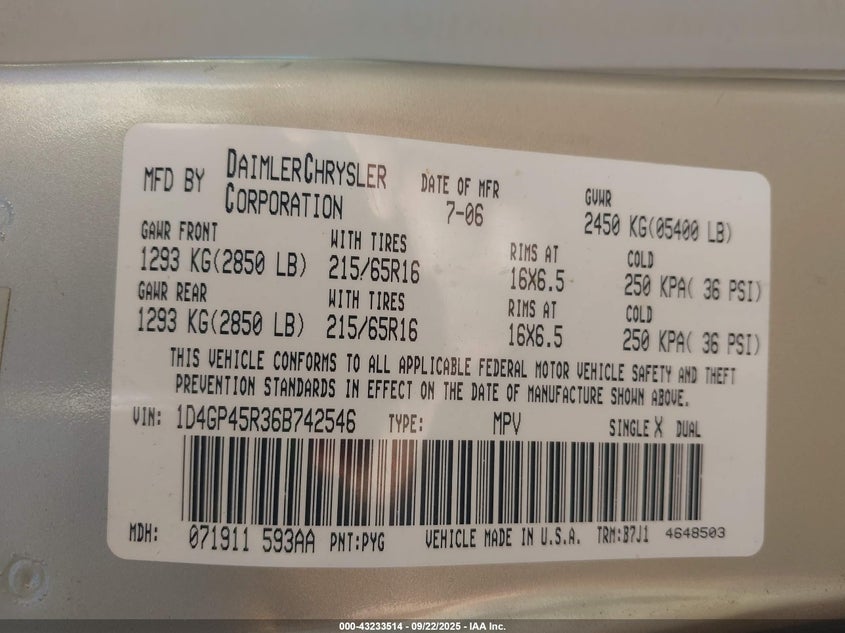 MFD BY DAIMLERCHRYSLER CORPORATION DATE OF MFR 7-06 GVWR 2450 KG(05400 LB)
GAWR FRONT WITH TIRES RIMS AT COLD
1293 KG(2850 LB) 215/65R16 16X6.5 250 KPA( 36 PSI)
GAWR REAR WITH TIRES RIMS AT COLD
1293 KG(2850 LB) 215/65R16 16X6.5 250 KPA( 36 PSI)
THIS VEHICLE CONFORMS TO ALL APPLICABLE FEDERAL MOTOR VEHICLE SAFETY AND THEFT
PREVENTION STANDARDS IN EFFECT ON THE DATE OF MANUFACTURE SHOWN ABOVE.
VIN: 1D4GP45R36B742546 TYPE: MPV SINGLE X DUAL
MDH: 071911 593AA PNT:PYG VEHICLE MADE IN U.S.A. TRM:B7J1 4648503
000-43233514 - 09/22/2025 - IAA Inc.